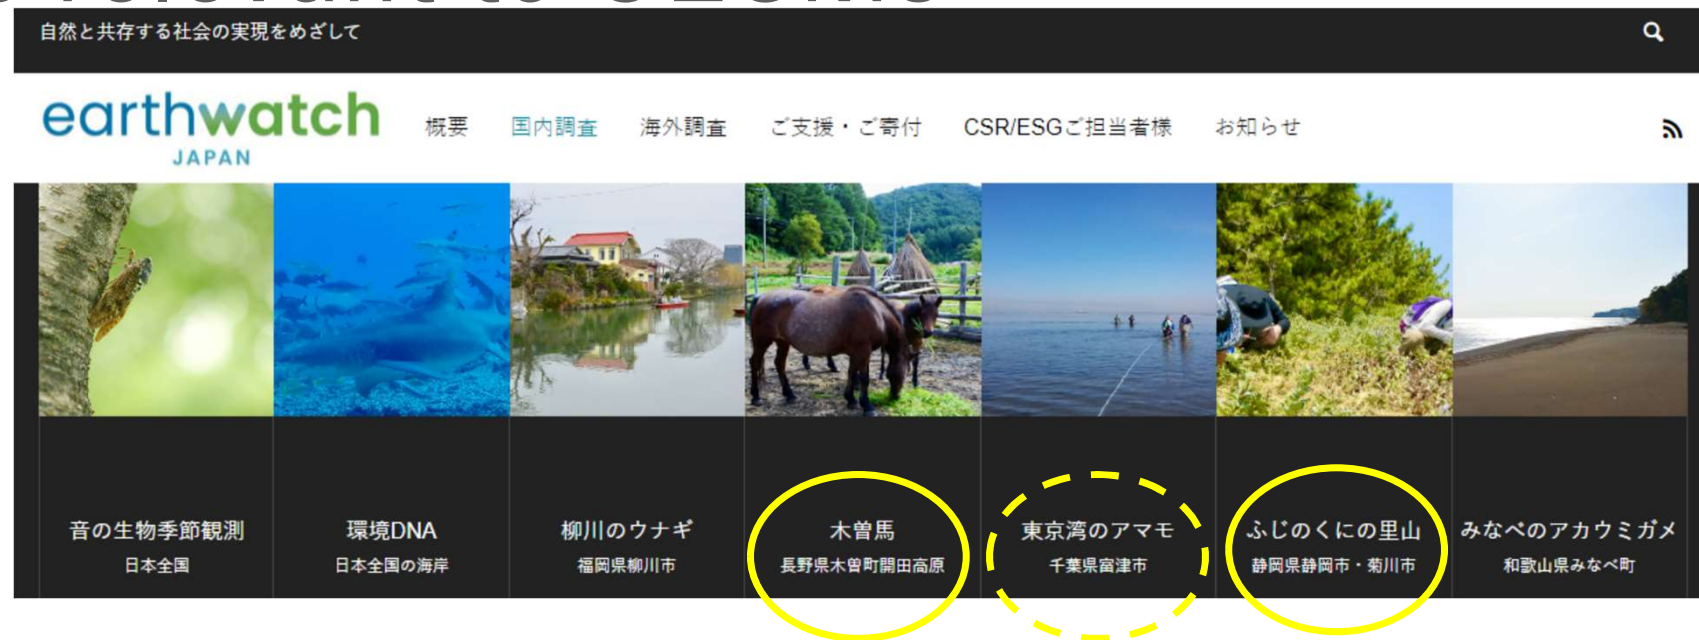 relevant to
自然と共存する社会の実現をめざして
earthwatch
JAPAN
概要 国内調査 海外調査 ご支援・ご寄付 CSR/ESGご担当者様 お知らせ
音の生物季節観測 環境DNA 柳川のウナギ 木曽馬 東京湾のアマモ ふじのくにの里山 みなべのアカウミガメ
日本全国 日本全国の海岸 福岡県柳川市 長野県木曽町開田高原 千葉県富津市 静岡県静岡市・菊川市 和歌山県みなべ町